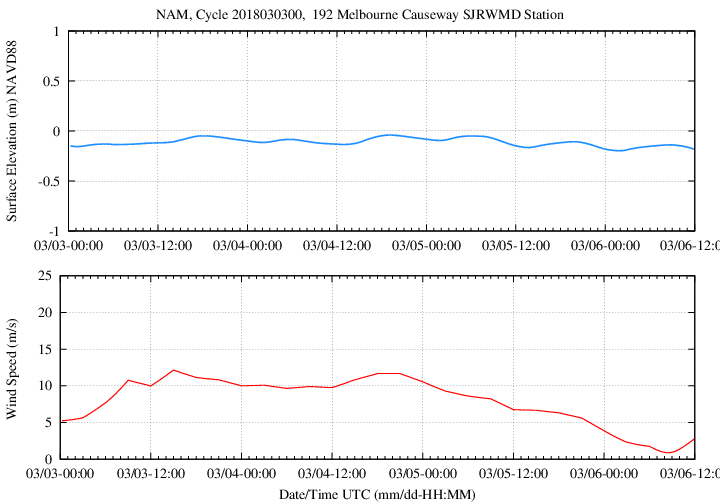 NAM, Cycle 2018030300,  192 Melbourne Causeway SJRWMD Station
Surface Elevation (m) NAVD88
1
0.5
0
-0.5
-1
03/03-00:00 03/03-12:00 03/04-00:00 03/04-12:00 03/05-00:00 03/05-12:00 03/06-00:00 03/06-12:0
Wind Speed (m/s)
25
20
15
10
5
0
03/03-00:00 03/03-12:00 03/04-00:00 03/04-12:00 03/05-00:00 03/05-12:00 03/06-00:00 03/06-12:0
Date/Time UTC (mm/dd-HH:MM)